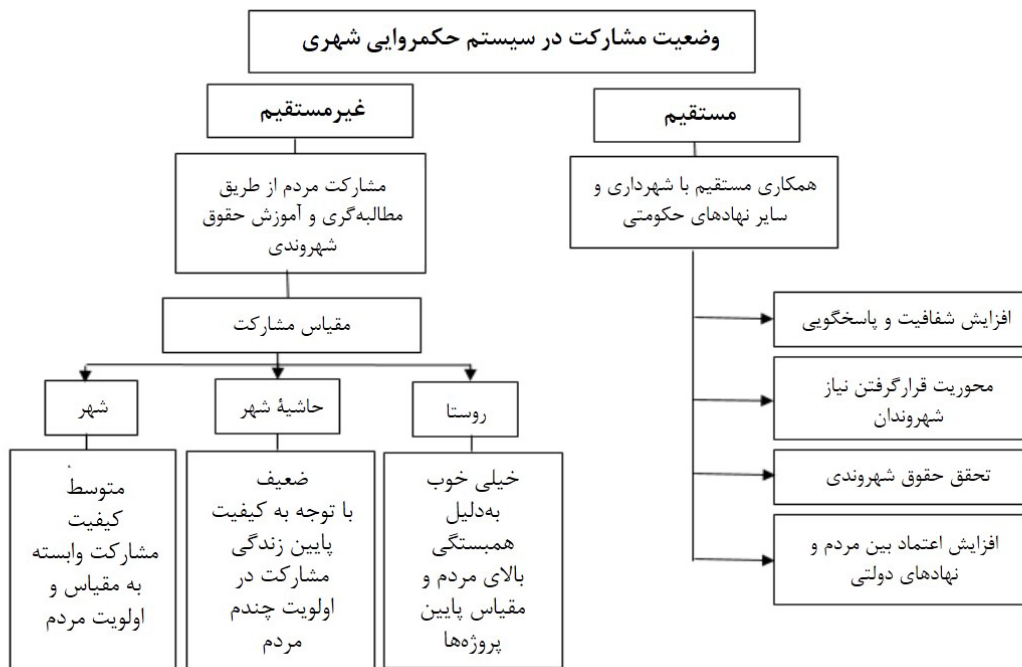 وضعیت مشارکت در سیستم حکمروایی شهری
مستقیم
همکاری مستقیم با شهرداری و
سایر نهادهای حکومتی
افزایش شفافیت و پاسخگویی
محوریت قرارگرفتن نیاز
شهروندان
تحقق حقوق شهروندی
افزایش اعتماد بین مردم و
نهادهای دولتی
غیرمستقیم
مشارکت مردم از طریق
مطالبه‌گری و آموزش حقوق
شهروندی
مقیاس مشارکت
روستا
خیلی خوب
به‌دلیل
همبستگی
بالای مردم و
مقیاس پایین
پروژه‌ها
حاشیۀ شهر
ضعیف
با توجه به کیفیت
پایین زندگی
مشارکت در
اولویت چندم
مردم
شهر
متوسط
کیفیت
مشارکت وابسته
به مقیاس و
اولویت مردم